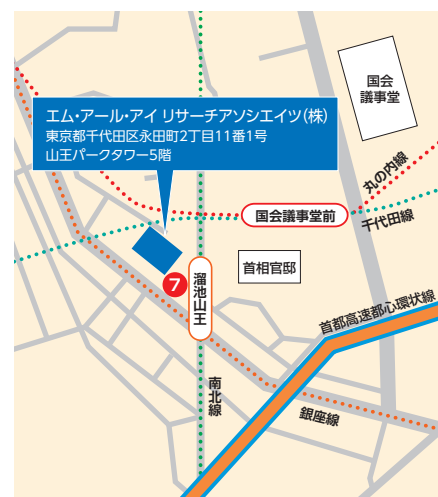 国会
議事堂
エム・アール・アイ リサーチアソシエイツ(株)
東京都千代田区永田町2丁目11番1号
山王パークタワー5階
丸の内線
国会議事堂前
千代田線
首相官邸
7
溜池山王
首都高速都心環状線
南北線
銀座線